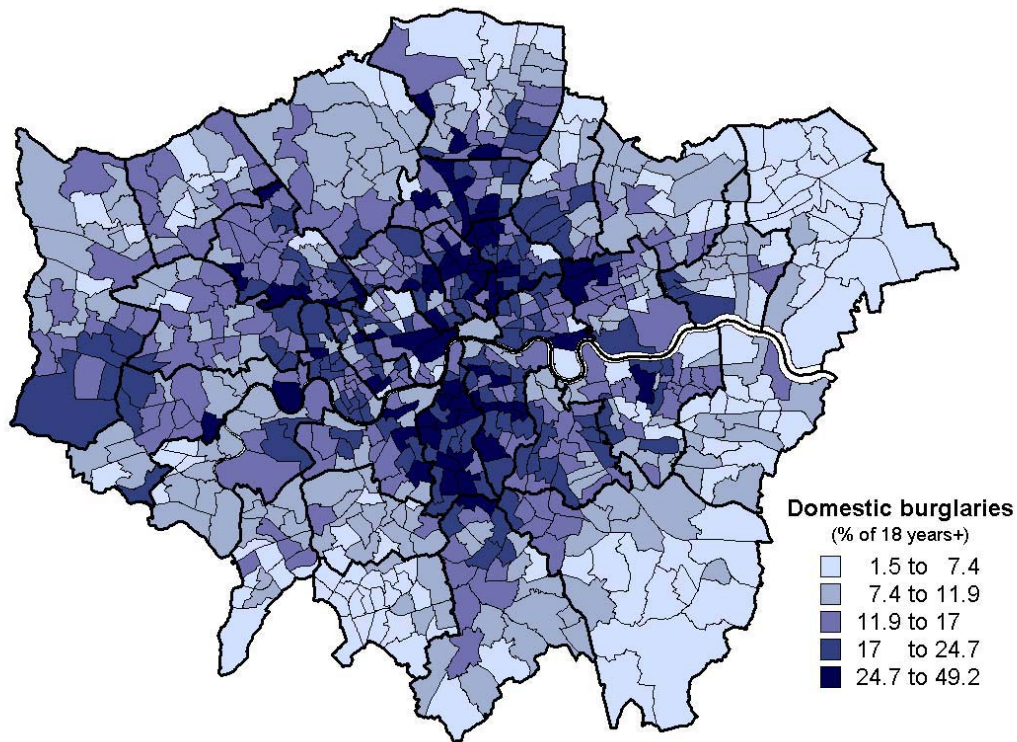 Domestic burglaries
(% of 18 years+)
1.5 to 7.4
7.4 to 11.9
11.9 to 17
17 to 24.7
24.7 to 49.2